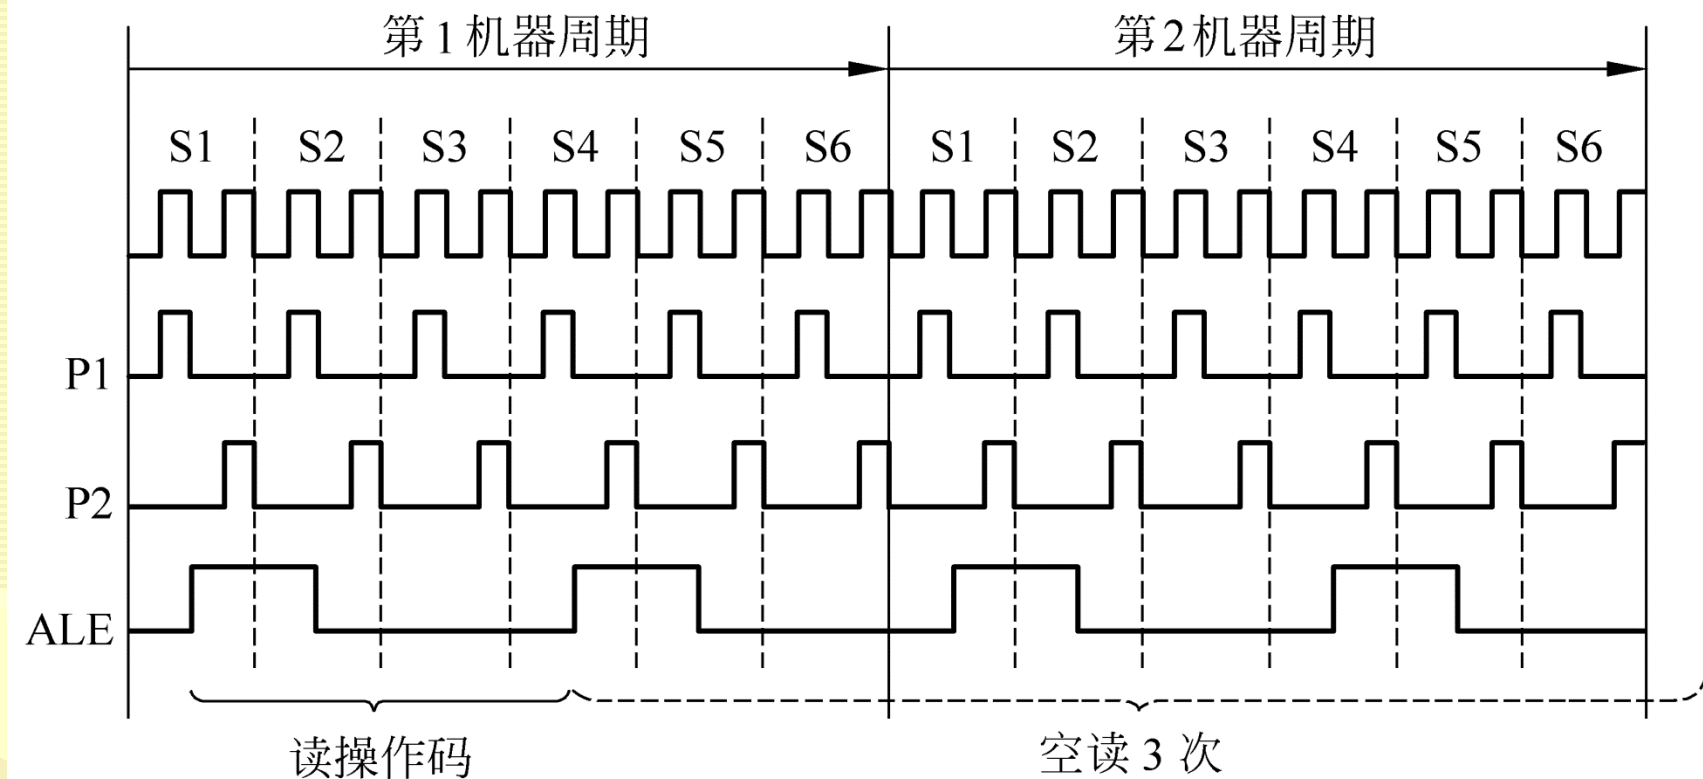 第1机器周期 第2机器周期
S1 S2 S3 S4 S5 S6 S1 S2 S3 S4 S5 S6
P1
P2
ALE
读操作码 空读3次